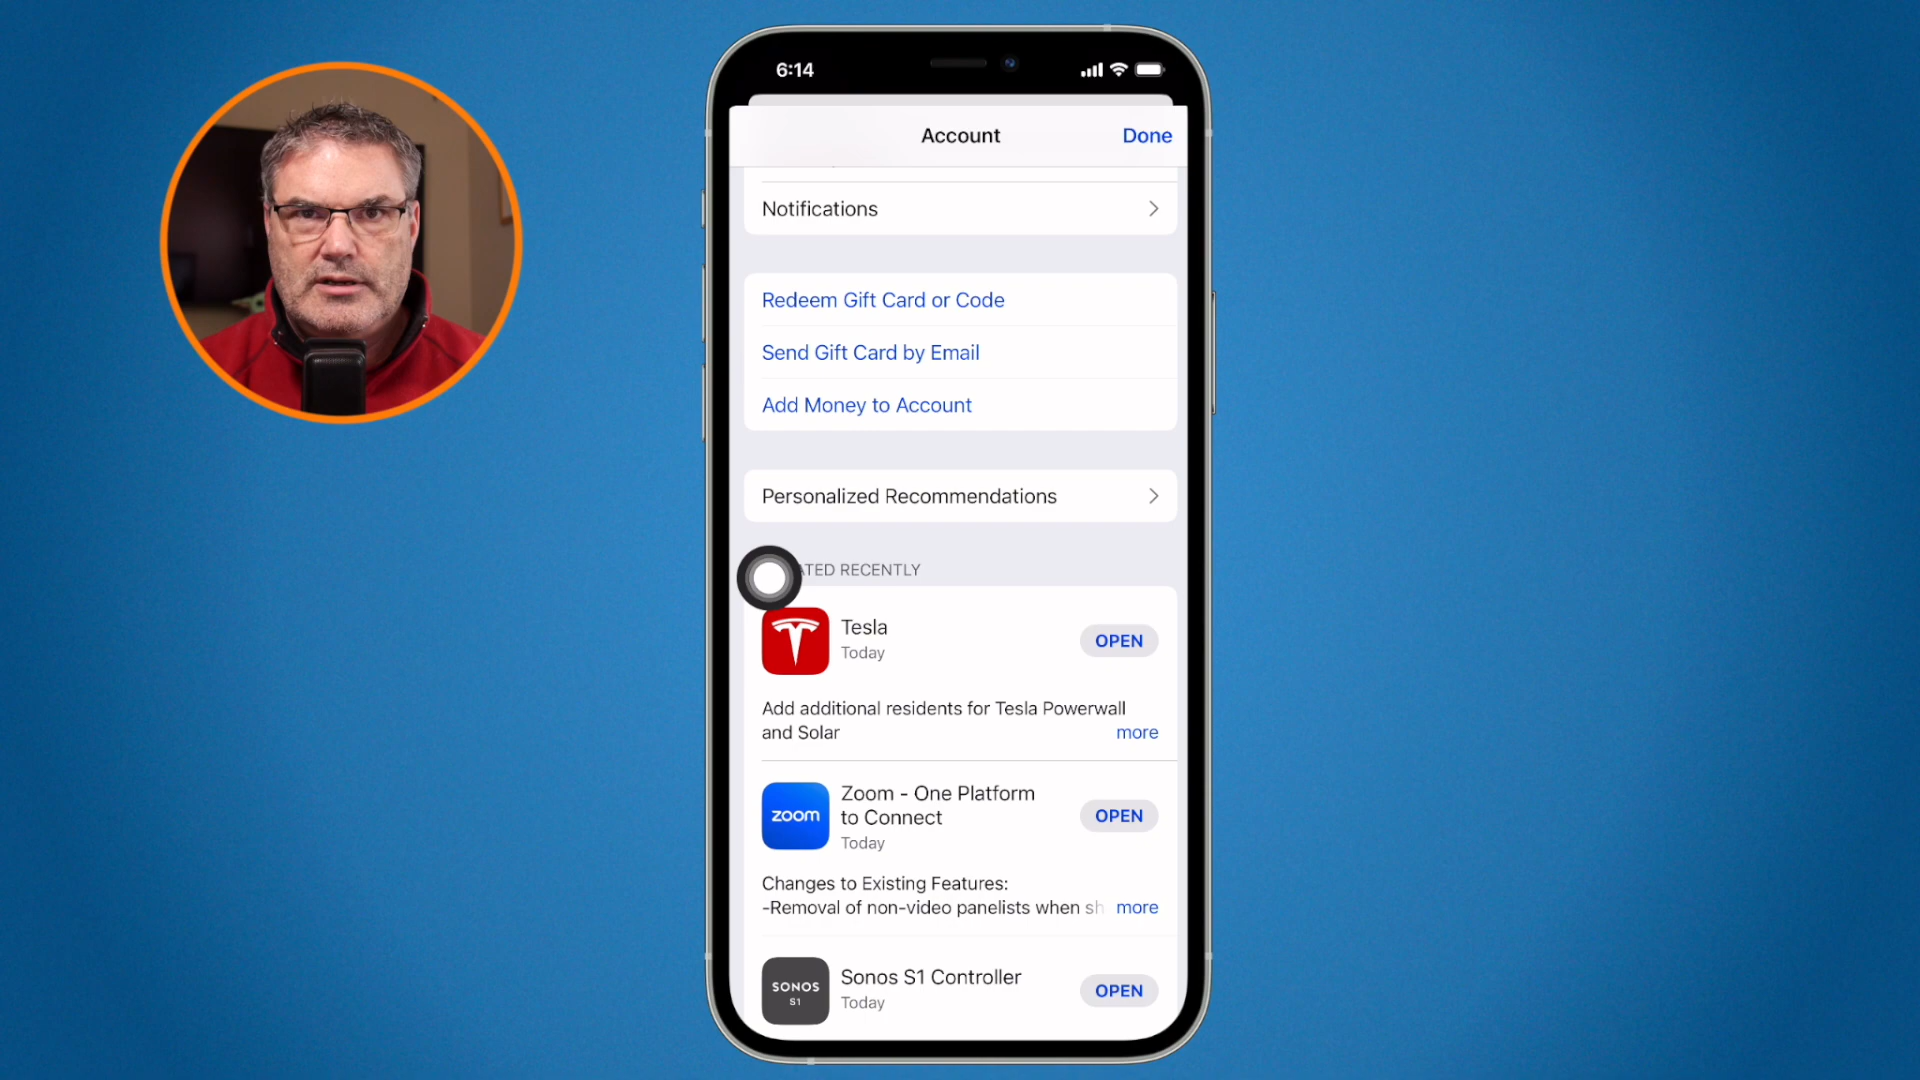 6:14
Account
Done
Notifications
Redeem Gift Card or Code
Send Gift Card by Email
Add Money to Account
Personalized Recommendations
RECENTLY
Tesla
Today
OPEN
Add additional residents for Tesla Powerwall
and Solar
more
zoom
Zoom - One Platform
to Connect
Today
OPEN
Changes to Existing Features:
-Removal of non-video panelists when
more
SONOS
S1
Sonos S1 Controller
Today
OPEN